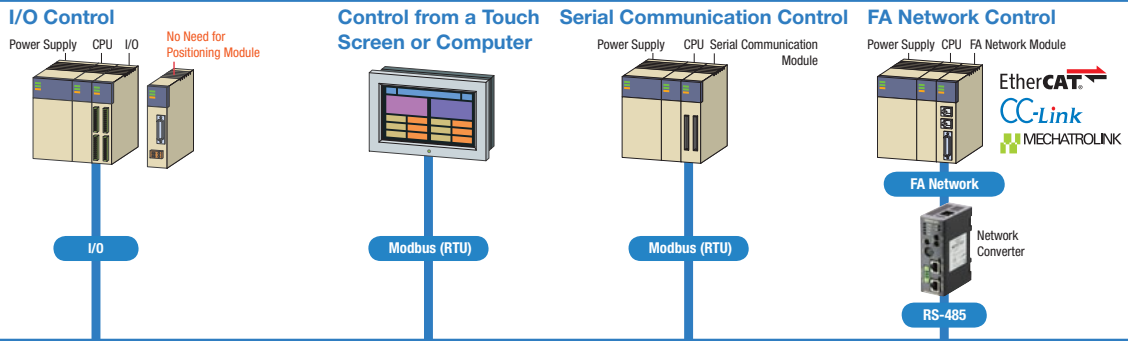 I/O Control
Power Supply CPU I/O
No Need for
Positioning Module
I/O
Control from a Touch
Screen or Computer
Modbus (RTU)
Serial Communication Control
Power Supply CPU Serial Communication
Module
Modbus (RTU)
FA Network Control
Power Supply CPU FA Network Module
EtherCAT®
CC-Link
MECHATROLINK
FA Network
Network
Converter
RS-485